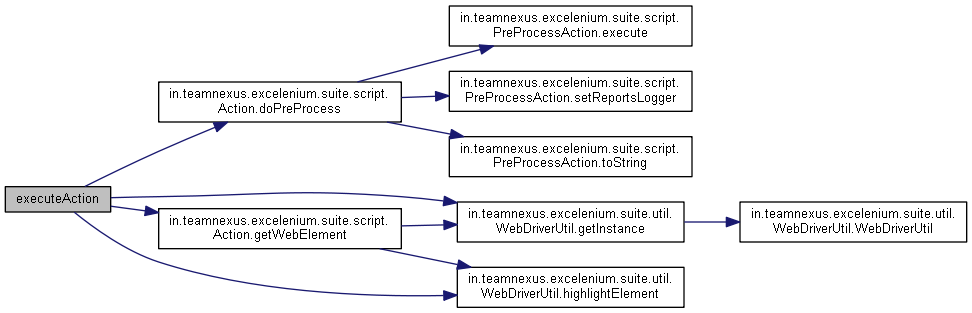 in.teamnexus.excelenium.suite.script.
PreProcessAction.execute
in.teamnexus.excelenium.suite.script.
Action.doPreProcess
in.teamnexus.excelenium.suite.script.
PreProcessAction.setReportsLogger
in.teamnexus.excelenium.suite.script.
PreProcessAction.toString
executeAction
in.teamnexus.excelenium.suite.script.
Action.getWebElement
in.teamnexus.excelenium.suite.util.
WebDriverUtil.getInstance
in.teamnexus.excelenium.suite.util.
WebDriverUtil.WebDriverUtil
in.teamnexus.excelenium.suite.util.
WebDriverUtil.highlightElement